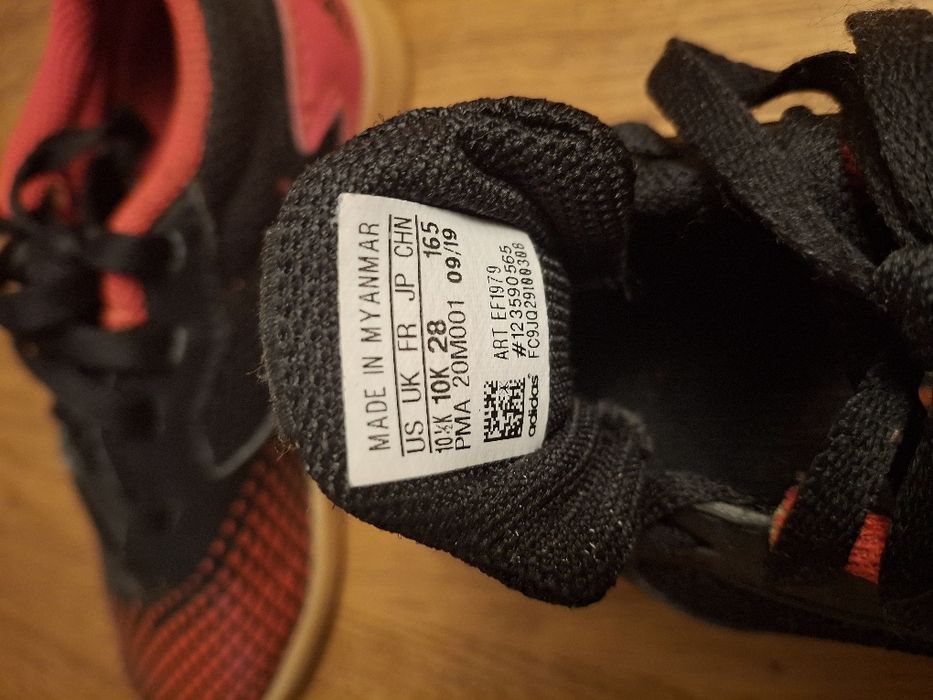 MADE IN MYANMAR
US UK FR JP CHN
10½K 10K 28 165
PMA 20M001 09/19
ART EF1979
#123590565
FC9JQ29100308
adidas